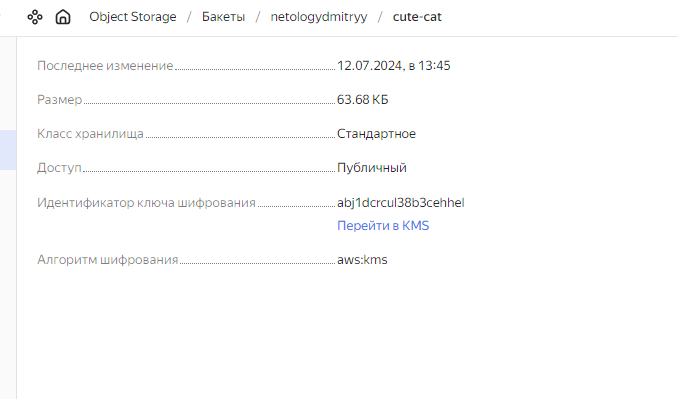 Object Storage / Бакеты / netologydmitryy / cute-cat
Последнее изменение 12.07.2024, в 13:45
Размер 63.68 КБ
Класс хранилища Стандартное
Доступ Публичный
Идентификатор ключа шифрования abj1dcrcul38b3cehhel
Перейти в KMS
Алгоритм шифрования aws:kms